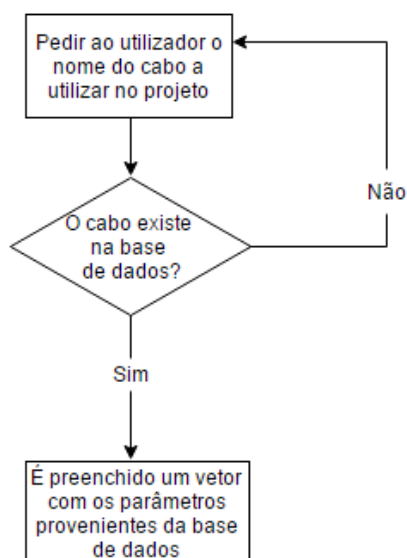 Pedir ao utilizador o
nome do cabo a
utilizar no projeto
Não
O cabo existe
na base
de dados?
Sim
É preenchido um vetor
com os parâmetros
provenientes da base
de dados